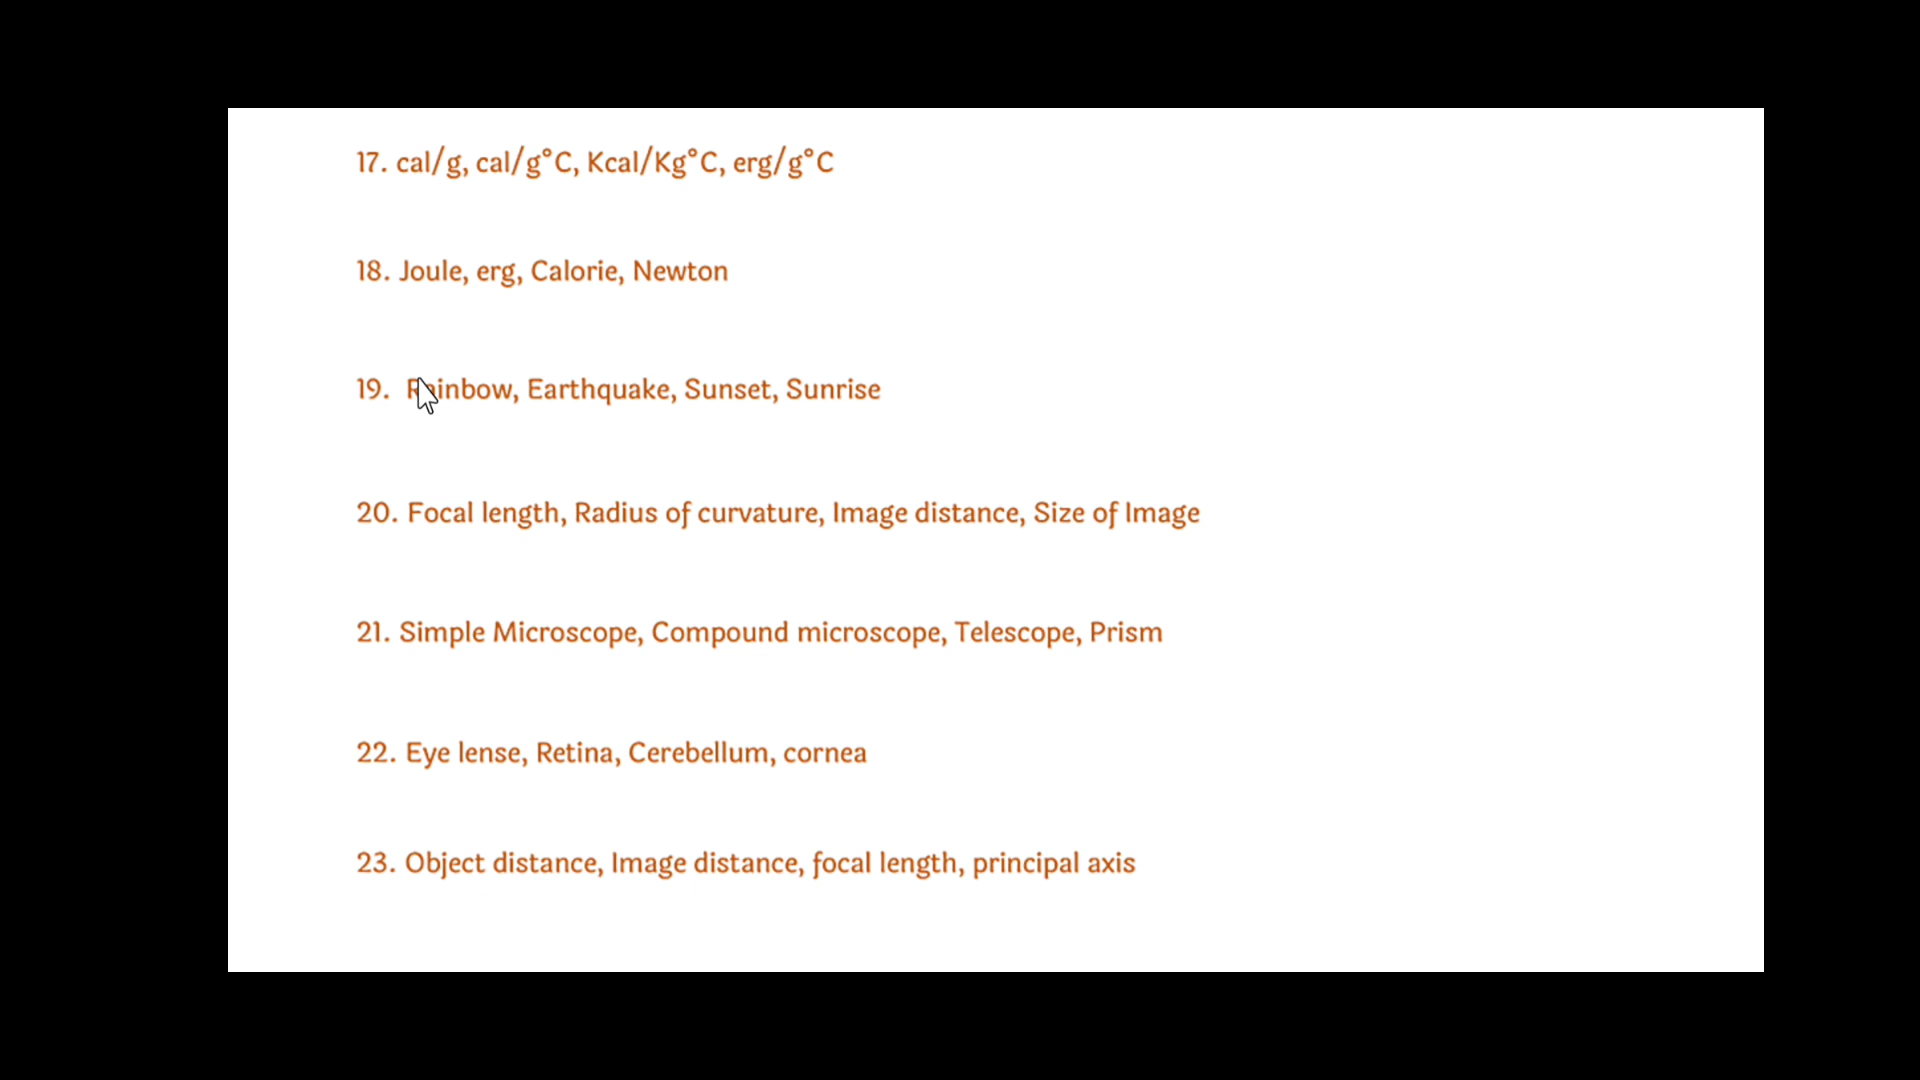 17. cal/g, cal/g°C, Kcal/Kg°C, erg/g°C
18. Joule, erg, Calorie, Newton
19. Rainbow, Earthquake, Sunset, Sunrise
20. Focal length, Radius of curvature, Image distance, Size of Image
21. Simple Microscope, Compound microscope, Telescope, Prism
22. Eye lense, Retina, Cerebellum, cornea
23. Object distance, Image distance, focal length, principal axis